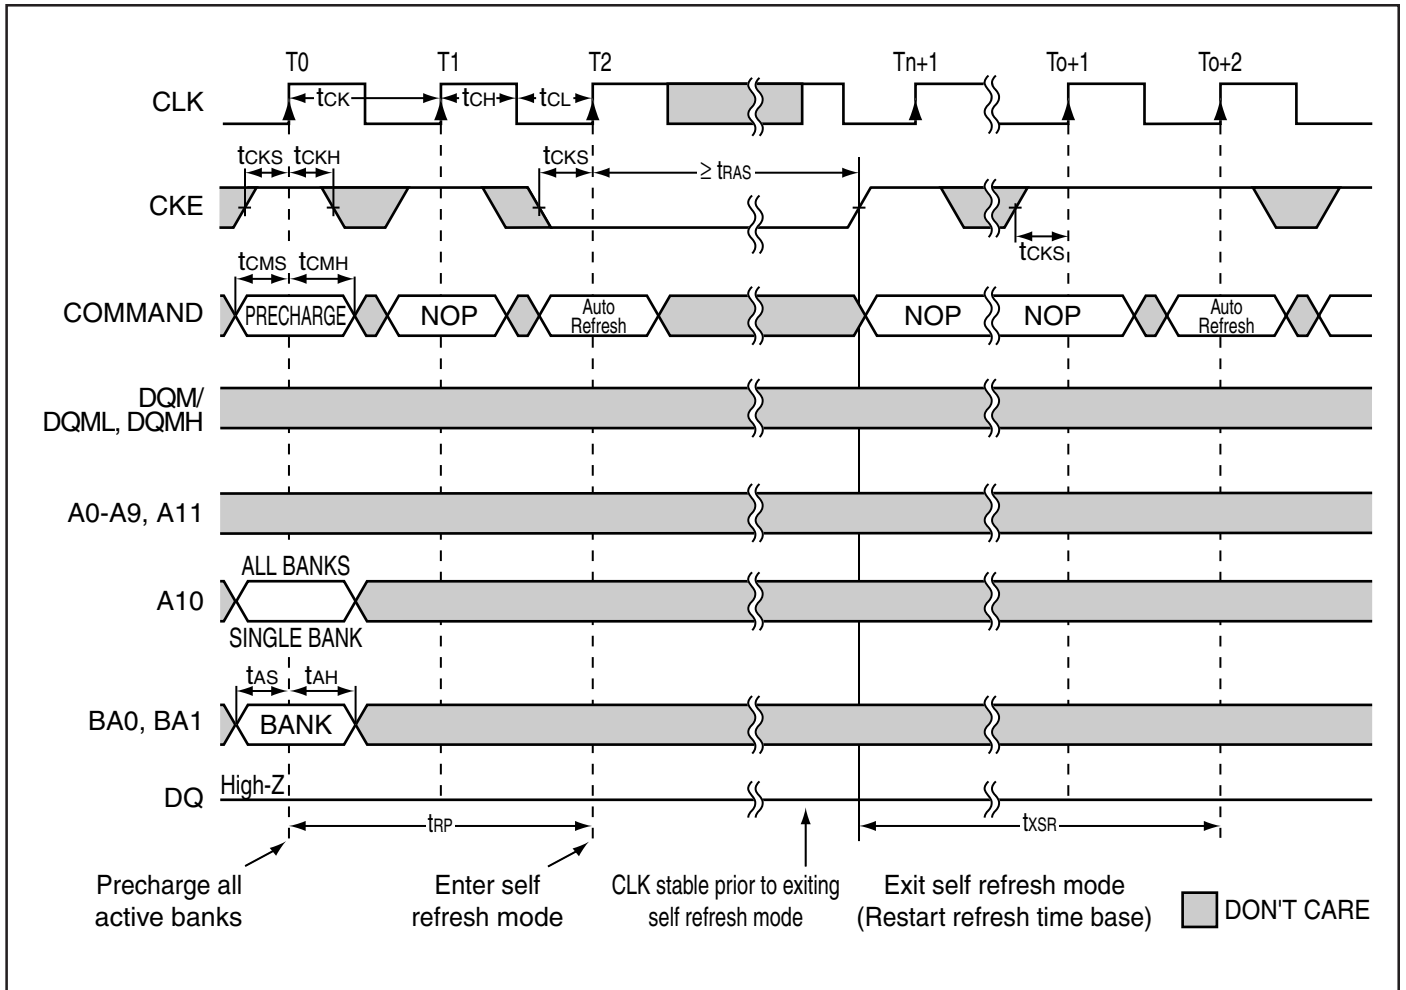 T0 T1 T2 Tn+1 To+1 To+2
CLK tCK tCH tCL
tCKS tCKH tCKS ≥ tRAS
CKE
tCKS
tCMS tCMH
COMMAND PRECHARGE NOP Auto Refresh NOP NOP Auto Refresh
DQM/
DQML, DQMH
A0-A9, A11
ALL BANKS
A10
SINGLE BANK
tAS tAH
BA0, BA1 BANK
DQ High-Z
tRP tXSR
Precharge all
active banks
Enter self
refresh mode
CLK stable prior to exiting
self refresh mode
Exit self refresh mode
(Restart refresh time base)
DON'T CARE